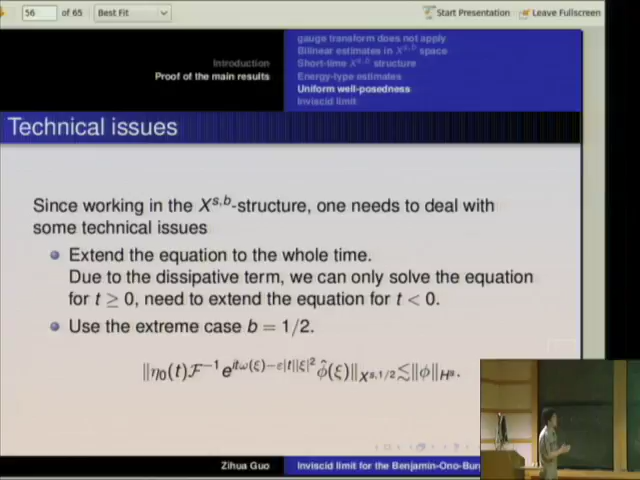 56 of 65 Best Fit Start Presentation Leave Fullscreen
gauge transform does not apply
Bilinear estimates in X^{s,b} space
Introduction Short-time X^{s,b} structure
Proof of the main results Energy-type estimates
Uniform well-posedness
Inviscid limit
Technical issues
Since working in the X^{s,b}-structure, one needs to deal with
some technical issues
Extend the equation to the whole time.
Due to the dissipative term, we can only solve the equation
for t ≥ 0, need to extend the equation for t < 0.
Use the extreme case b = 1/2.
‖η₀(t)ℱ⁻¹e^{itω(ξ)−ε|t||ξ|²}φ̂(ξ)‖_{X^{s,1/2}} ≲ ‖φ‖_{H^s}.
Zihua Guo Inviscid limit for the Benjamin-Ono-Bur